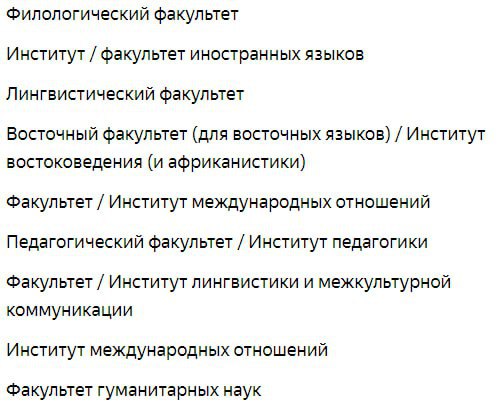 Филологический факультет
Институт / факультет иностранных языков
Лингвистический факультет
Восточный факультет (для восточных языков) / Институт
востоковедения (и африканистики)
Факультет / Институт международных отношений
Педагогический факультет / Институт педагогики
Факультет / Институт лингвистики и межкультурной
коммуникации
Институт международных отношений
Факультет гуманитарных наук